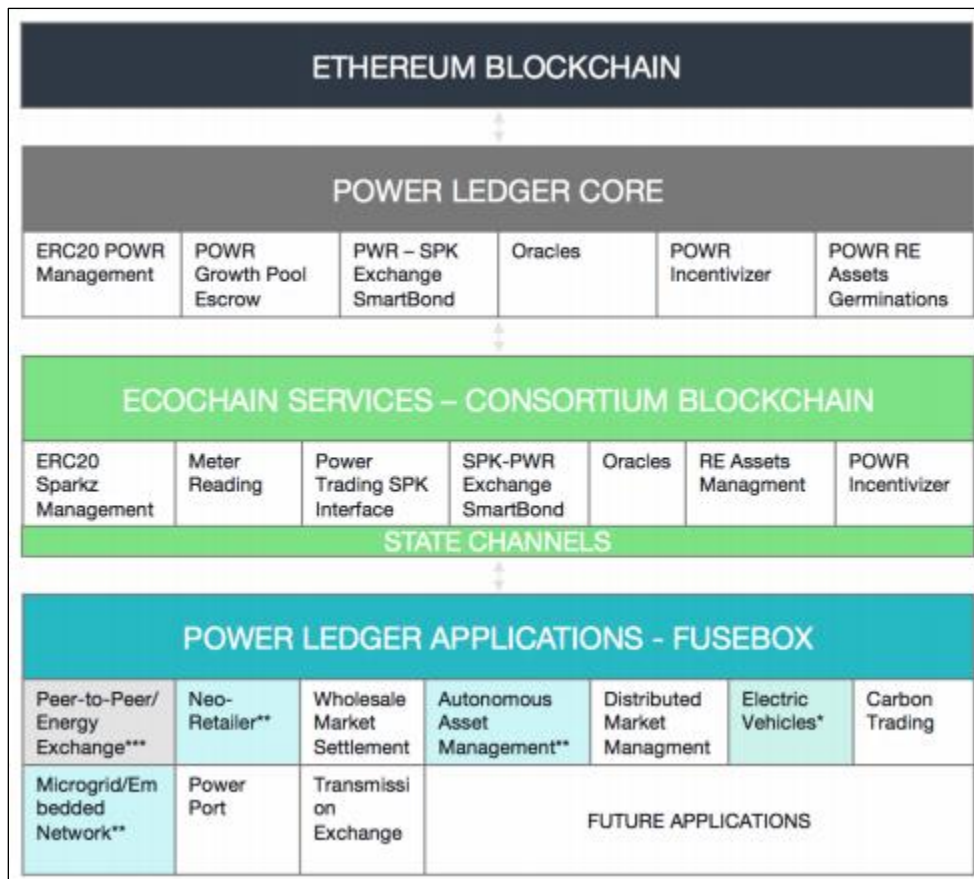 ETHEREUM BLOCKCHAIN
POWER LEDGER CORE
ERC20 POWR
Management
POWR
Growth Pool
Escrow
PWR – SPK
Exchange
SmartBond
Oracles
POWR
Incentivizer
POWR RE
Assets
Germinations
ECOCHAIN SERVICES – CONSORTIUM BLOCKCHAIN
ERC20
Sparkz
Management
Meter
Reading
Power
Trading SPK
Interface
SPK-PWR
Exchange
SmartBond
Oracles
RE Assets
Managment
POWR
Incentivizer
STATE CHANNELS
POWER LEDGER APPLICATIONS - FUSEBOX
Peer-to-Peer/
Energy
Exchange***
Neo-
Retailer**
Wholesale
Market
Settlement
Autonomous
Asset
Management**
Distributed
Market
Managment
Electric
Vehicles*
Carbon
Trading
Microgrid/Em
bedded
Network**
Power
Port
Transmissi
on
Exchange
FUTURE APPLICATIONS